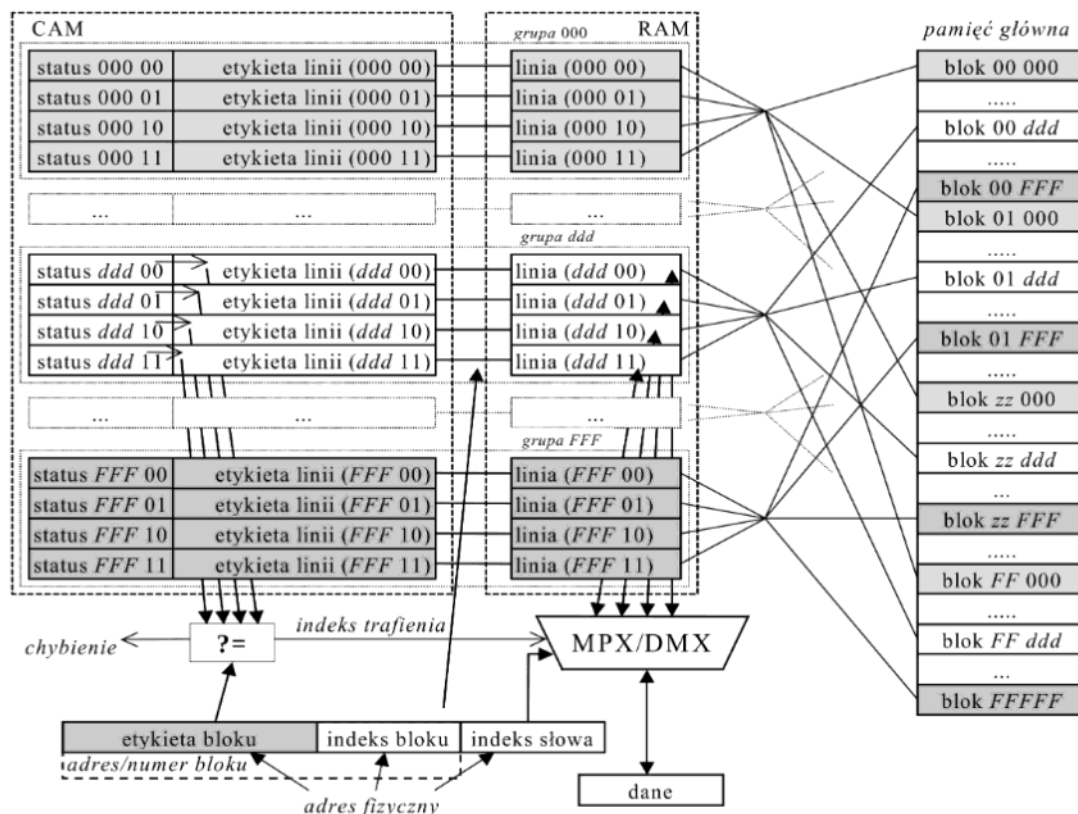 CAM
grupa 000
RAM
pamięć główna
status 000 00 etykieta linii (000 00) linia (000 00)
status 000 01 etykieta linii (000 01) linia (000 01)
status 000 10 etykieta linii (000 10) linia (000 10)
status 000 11 etykieta linii (000 11) linia (000 11)
... ... ...
grupa ddd
status ddd 00 etykieta linii (ddd 00) linia (ddd 00)
status ddd 01 etykieta linii (ddd 01) linia (ddd 01)
status ddd 10 etykieta linii (ddd 10) linia (ddd 10)
status ddd 11 etykieta linii (ddd 11) linia (ddd 11)
... ... ...
grupa FFF
status FFF 00 etykieta linii (FFF 00) linia (FFF 00)
status FFF 01 etykieta linii (FFF 01) linia (FFF 01)
status FFF 10 etykieta linii (FFF 10) linia (FFF 10)
status FFF 11 etykieta linii (FFF 11) linia (FFF 11)
blok 00 000
.....
blok 00 ddd
.....
blok 00 FFF
blok 01 000
.....
blok 01 ddd
.....
blok 01 FFF
.....
blok zz 000
.....
blok zz ddd
...
blok zz FFF
.....
blok FF 000
.....
blok FF ddd
...
blok FFFFF
chybienie
?=
indeks trafienia
MPX/DMX
etykieta bloku indeks bloku indeks słowa
adres/numer bloku
adres fizyczny
dane